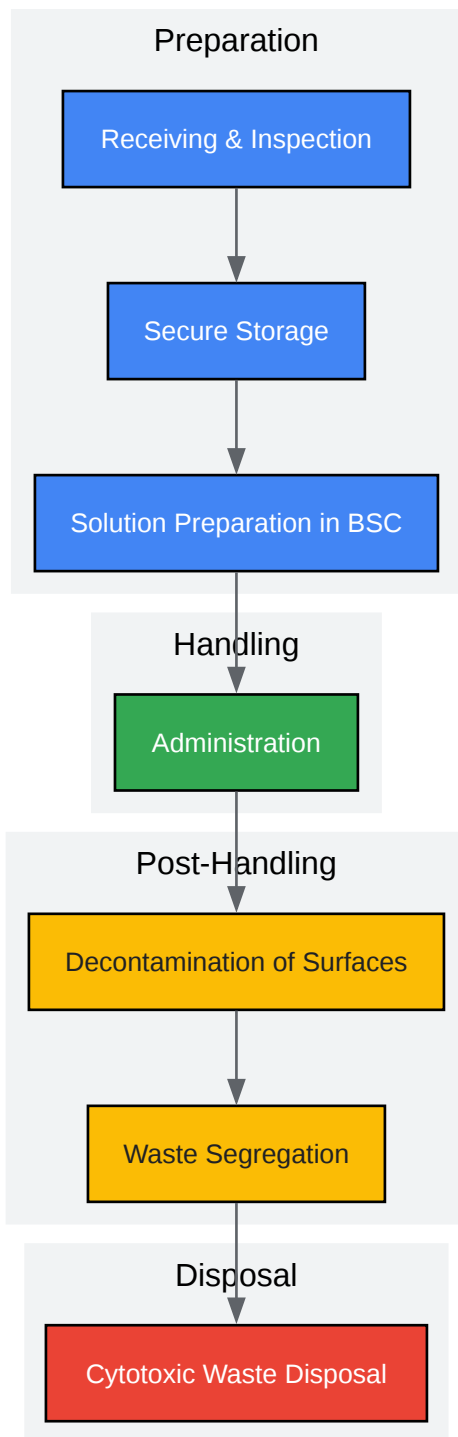 Preparation
Receiving & Inspection
Secure Storage
Solution Preparation in BSC
Handling
Administration
Post-Handling
Decontamination of Surfaces
Waste Segregation
Disposal
Cytotoxic Waste Disposal